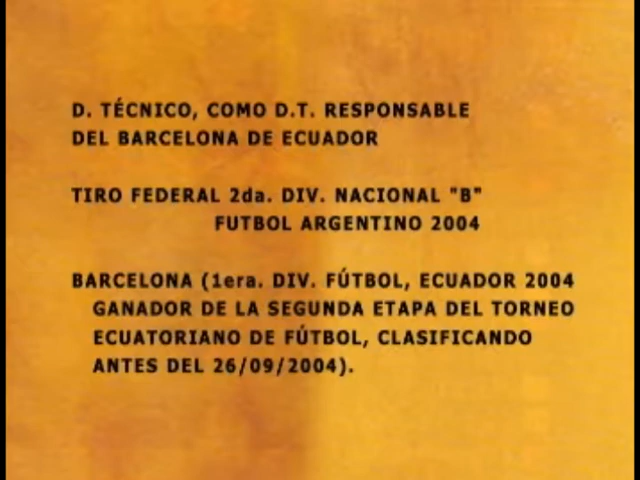 D. TÉCNICO, COMO D.T. RESPONSABLE
DEL BARCELONA DE ECUADOR
TIRO FEDERAL 2da. DIV. NACIONAL "B"
FUTBOL ARGENTINO 2004
BARCELONA (1era. DIV. FÚTBOL, ECUADOR 2004
GANADOR DE LA SEGUNDA ETAPA DEL TORNEO
ECUATORIANO DE FÚTBOL, CLASIFICANDO
ANTES DEL 26/09/2004).